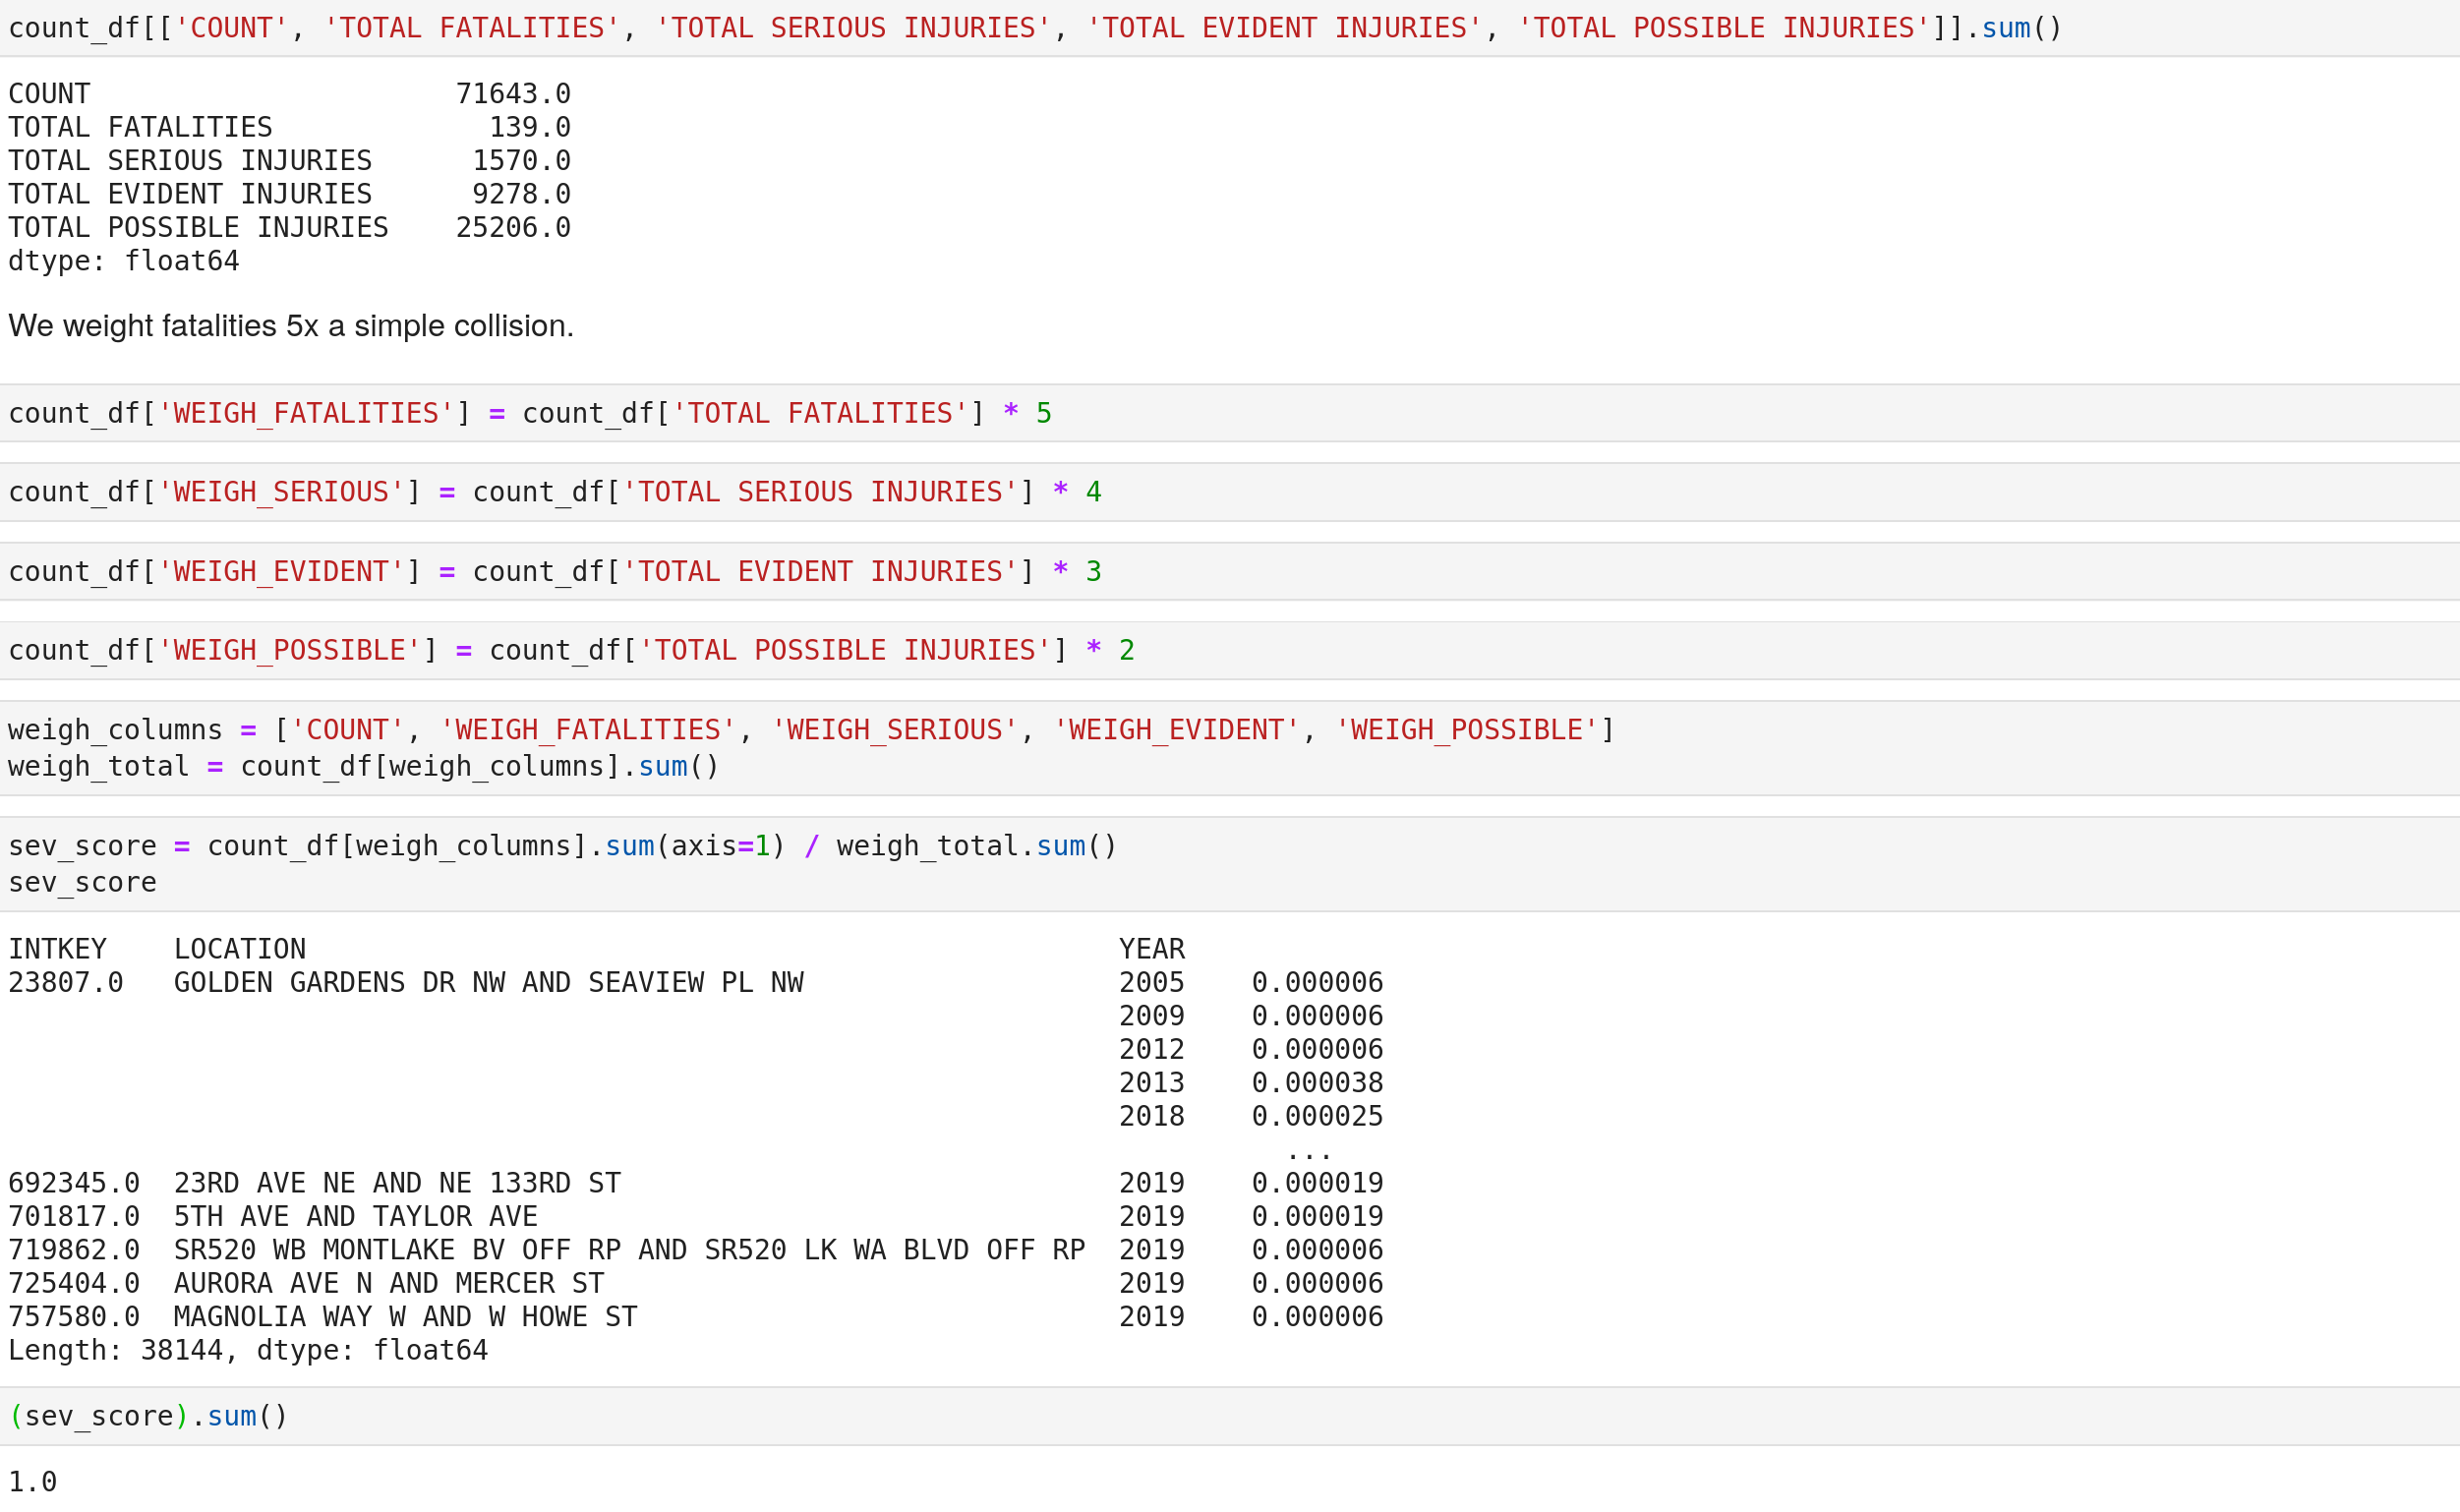 count_df[['COUNT', 'TOTAL FATALITIES', 'TOTAL SERIOUS INJURIES', 'TOTAL EVIDENT INJURIES', 'TOTAL POSSIBLE INJURIES']].sum()
COUNT                      71643.0
TOTAL FATALITIES             139.0
TOTAL SERIOUS INJURIES      1570.0
TOTAL EVIDENT INJURIES      9278.0
TOTAL POSSIBLE INJURIES    25206.0
dtype: float64
We weight fatalities 5x a simple collision.
count_df['WEIGH_FATALITIES'] = count_df['TOTAL FATALITIES'] * 5
count_df['WEIGH_SERIOUS'] = count_df['TOTAL SERIOUS INJURIES'] * 4
count_df['WEIGH_EVIDENT'] = count_df['TOTAL EVIDENT INJURIES'] * 3
count_df['WEIGH_POSSIBLE'] = count_df['TOTAL POSSIBLE INJURIES'] * 2
weigh_columns = ['COUNT', 'WEIGH_FATALITIES', 'WEIGH_SERIOUS', 'WEIGH_EVIDENT', 'WEIGH_POSSIBLE']
weigh_total = count_df[weigh_columns].sum()
sev_score = count_df[weigh_columns].sum(axis=1) / weigh_total.sum()
sev_score
INTKEY    LOCATION                                                 YEAR
23807.0   GOLDEN GARDENS DR NW AND SEAVIEW PL NW                   2005    0.000006
                                                                   2009    0.000006
                                                                   2012    0.000006
                                                                   2013    0.000038
                                                                   2018    0.000025
                                                                             ...
692345.0  23RD AVE NE AND NE 133RD ST                              2019    0.000019
701817.0  5TH AVE AND TAYLOR AVE                                   2019    0.000019
719862.0  SR520 WB MONTLAKE BV OFF RP AND SR520 LK WA BLVD OFF RP  2019    0.000006
725404.0  AURORA AVE N AND MERCER ST                               2019    0.000006
757580.0  MAGNOLIA WAY W AND W HOWE ST                             2019    0.000006
Length: 38144, dtype: float64
(sev_score).sum()
1.0